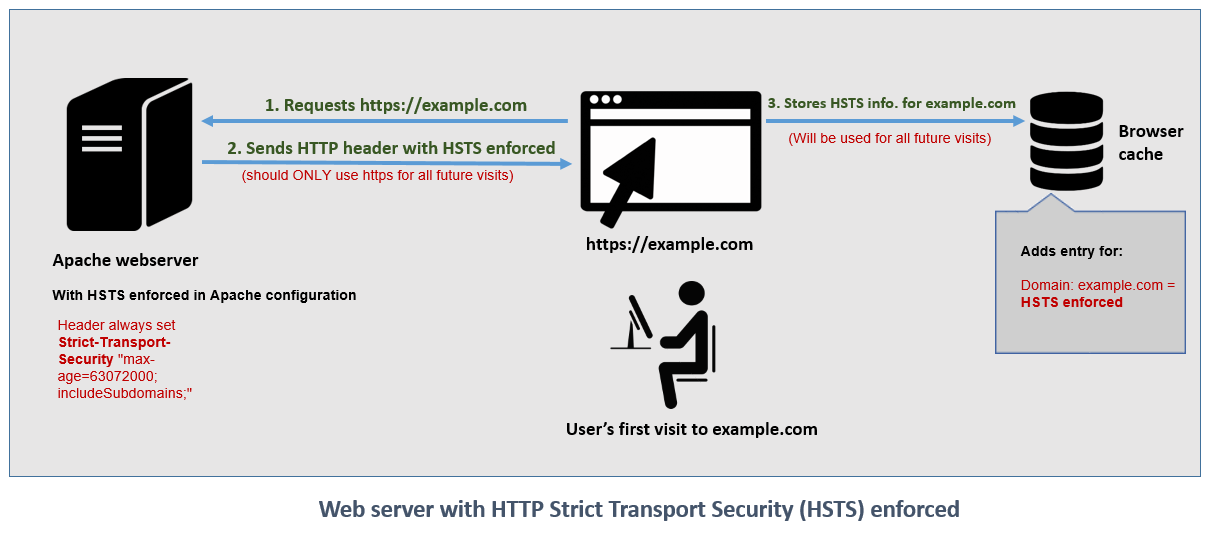 1. Requests https://example.com
2. Sends HTTP header with HSTS enforced
(should ONLY use https for all future visits)
3. Stores HSTS info. for example.com
(Will be used for all future visits)
Browser
cache
https://example.com
Apache webserver
With HSTS enforced in Apache configuration
Header always set
Strict-Transport-
Security "max-
age=63072000;
includeSubdomains;"
Adds entry for:
Domain: example.com =
HSTS enforced
User’s first visit to example.com
Web server with HTTP Strict Transport Security (HSTS) enforced